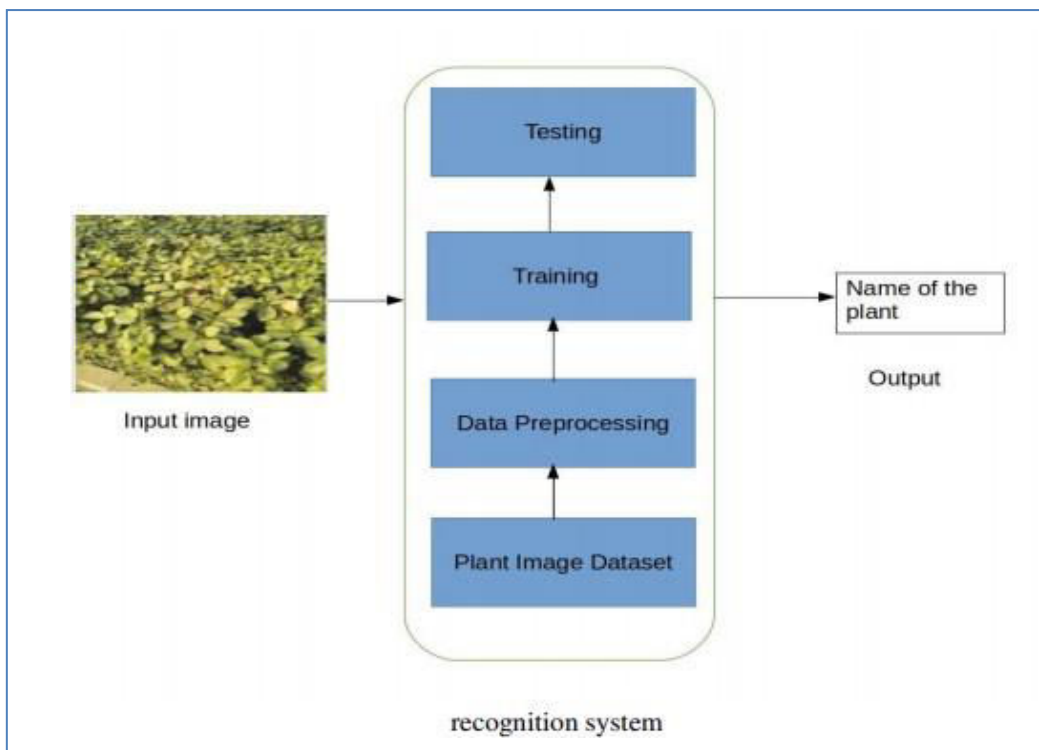 Testing
Training
Data Preprocessing
Plant Image Dataset
Input image
Name of the
plant
Output
recognition system